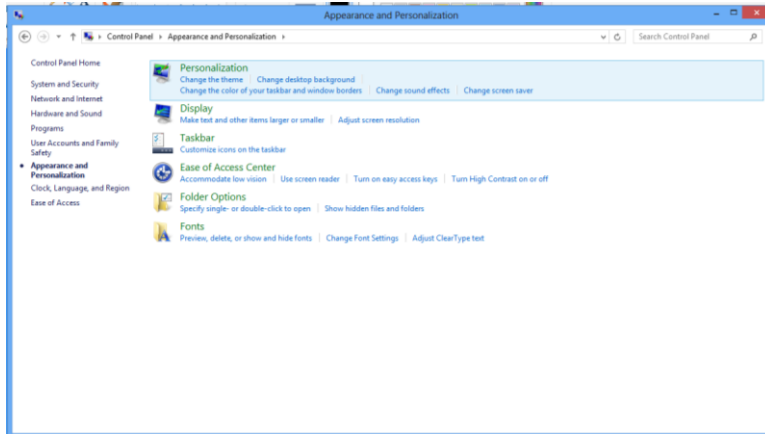 Appearance and Personalization
Control Panel Appearance and Personalization
Search Control Panel
Control Panel Home
System and Security
Network and Internet
Hardware and Sound
Programs
User Accounts and Family
Safety
Appearance and
Personalization
Clock, Language, and Region
Ease of Access
Personalization
Change the theme Change desktop background
Change the color of your taskbar and window borders Change sound effects Change screen saver
Display
Make text and other items larger or smaller Adjust screen resolution
Taskbar
Customize icons on the taskbar
Ease of Access Center
Accommodate low vision Use screen reader Turn on easy access keys Turn High Contrast on or off
Folder Options
Specify single- or double-click to open Show hidden files and folders
Fonts
Preview, delete, or show and hide fonts Change Font Settings Adjust ClearType text